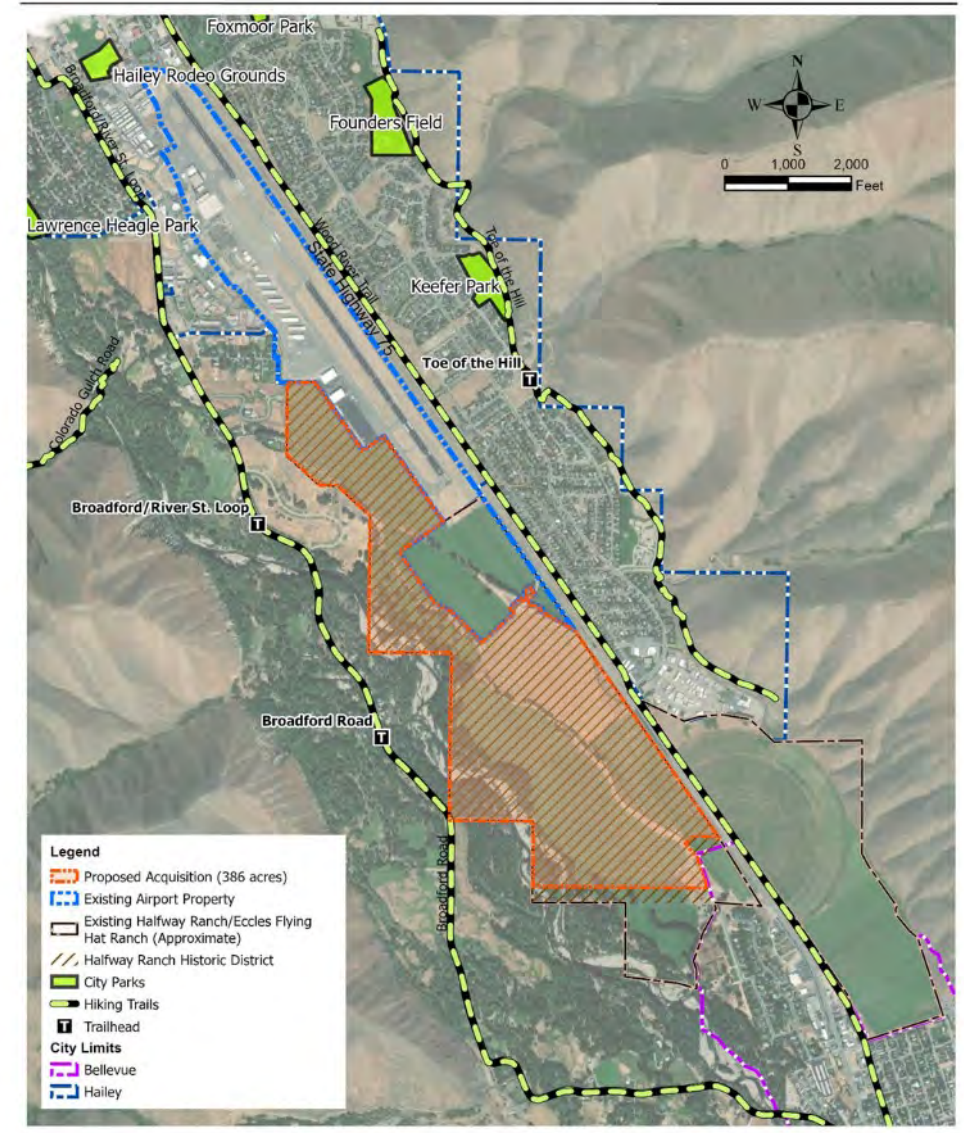 Foxmoor Park
Hailey Rodeo Grounds
Broadford/River St. Loop
Founders Field
N
W
E
S
0 1,000 2,000
Feet
Lawrence Heagle Park
Wood River Trail
State Highway 75
Toe of the Hill
Keefer Park
Toe of the Hill
T
Colorado Gulch Road
Broadford/River St. Loop
T
Broadford Road
T
Broadford Road
Legend
Proposed Acquisition (386 acres)
Existing Airport Property
Existing Halfway Ranch/Eccles Flying
Hat Ranch (Approximate)
Halfway Ranch Historic District
City Parks
Hiking Trails
T Trailhead
City Limits
Bellevue
Hailey